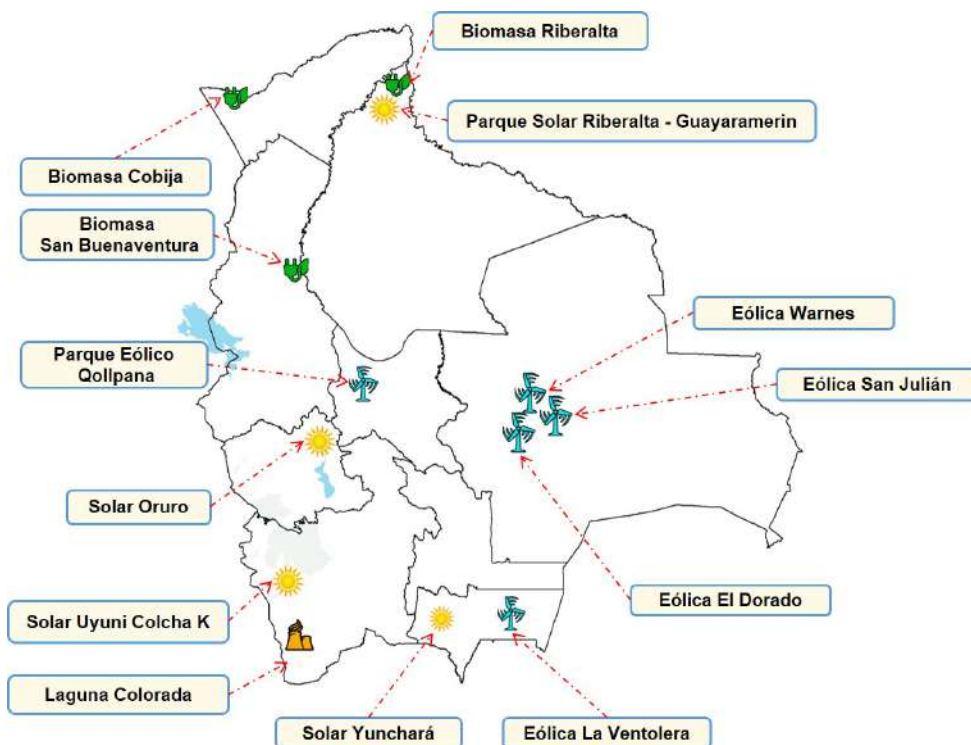 Biomasa Riberalta
Parque Solar Riberalta - Guayaramerin
Biomasa Cobija
Biomasa
San Buenaventura
Eólica Warnes
Parque Eólico
Qollpana
Eólica San Julián
Solar Oruro
Eólica El Dorado
Solar Uyuni Colcha K
Laguna Colorada
Solar Yunchará
Eólica La Ventolera